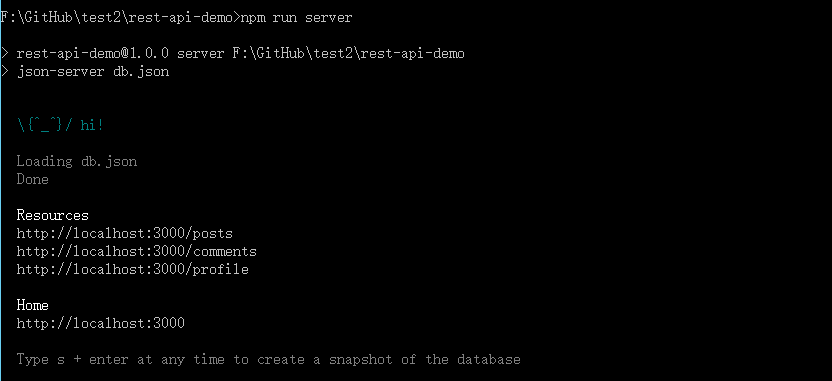 F:\GitHub\test2\rest-api-demo>npm run server
> rest-api-demo@1.0.0 server F:\GitHub\test2\rest-api-demo
> json-server db.json
\{^_^}/ hi!
Loading db.json
Done
Resources
http://localhost:3000/posts
http://localhost:3000/comments
http://localhost:3000/profile
Home
http://localhost:3000
Type s + enter at any time to create a snapshot of the database